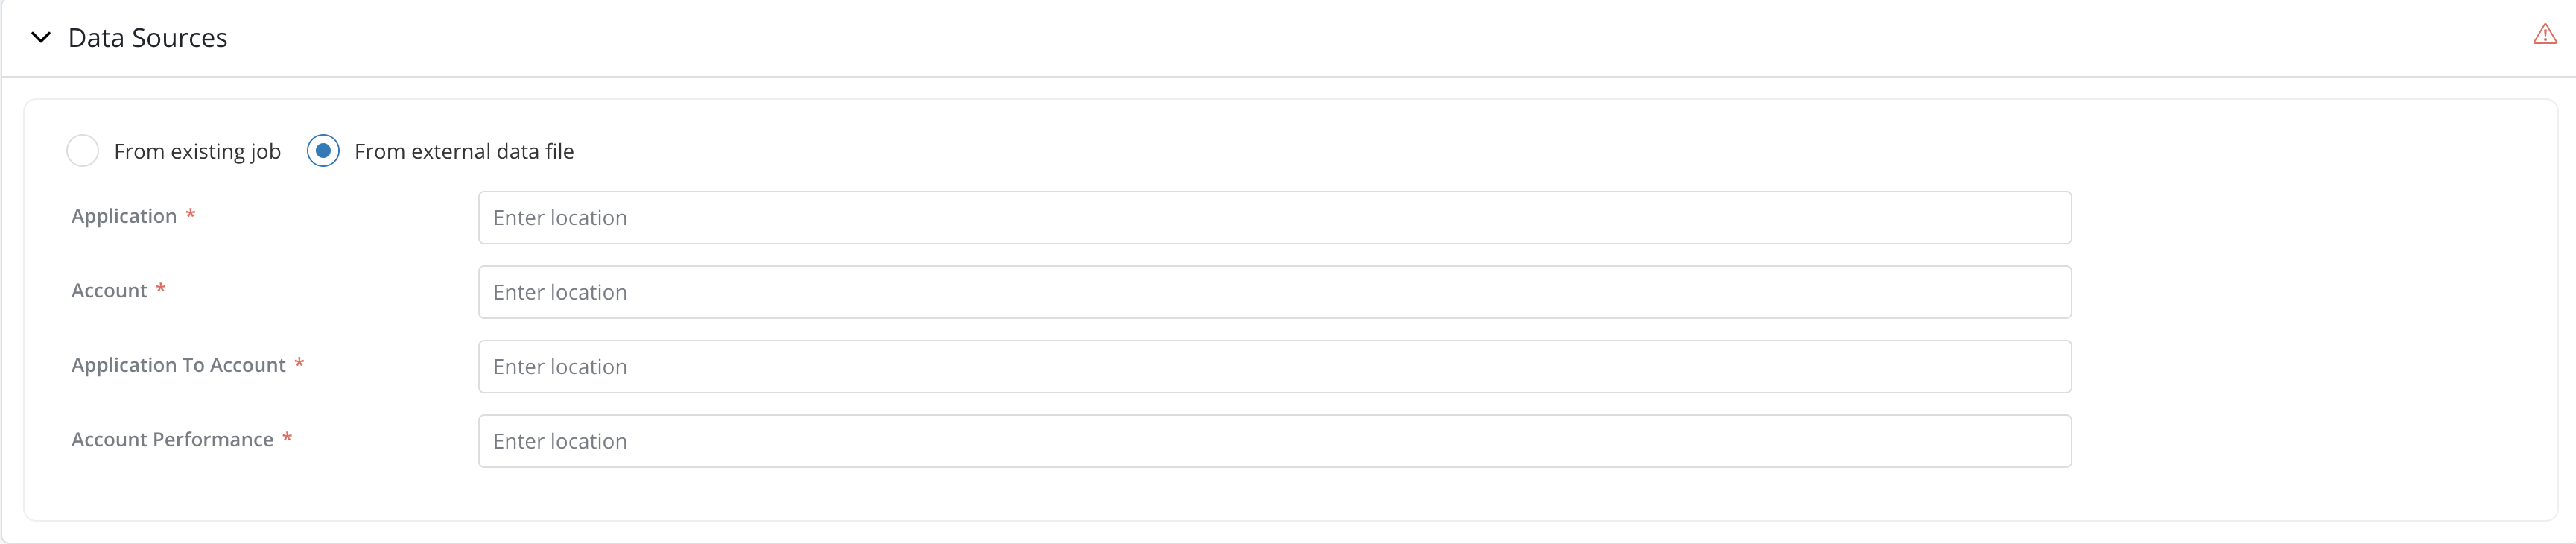 Data Sources
From existing job From external data file
Application * Enter location
Account * Enter location
Application To Account * Enter location
Account Performance * Enter location